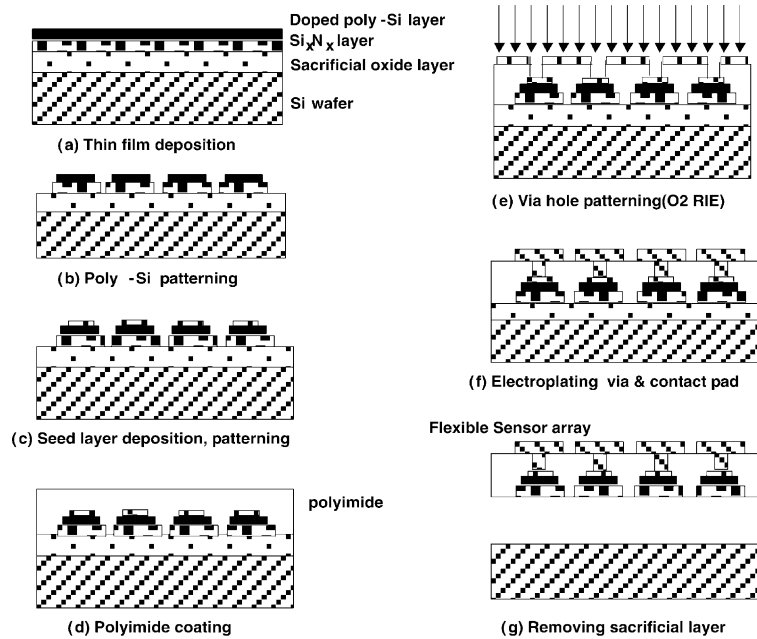 Doped poly -Si layer
SixNx layer
Sacrificial oxide layer
Si wafer
(a) Thin film deposition
(b) Poly -Si patterning
(c) Seed layer deposition, patterning
polyimide
(d) Polyimide coating
(e) Via hole patterning(O2 RIE)
(f) Electroplating via & contact pad
Flexible Sensor array
(g) Removing sacrificial layer